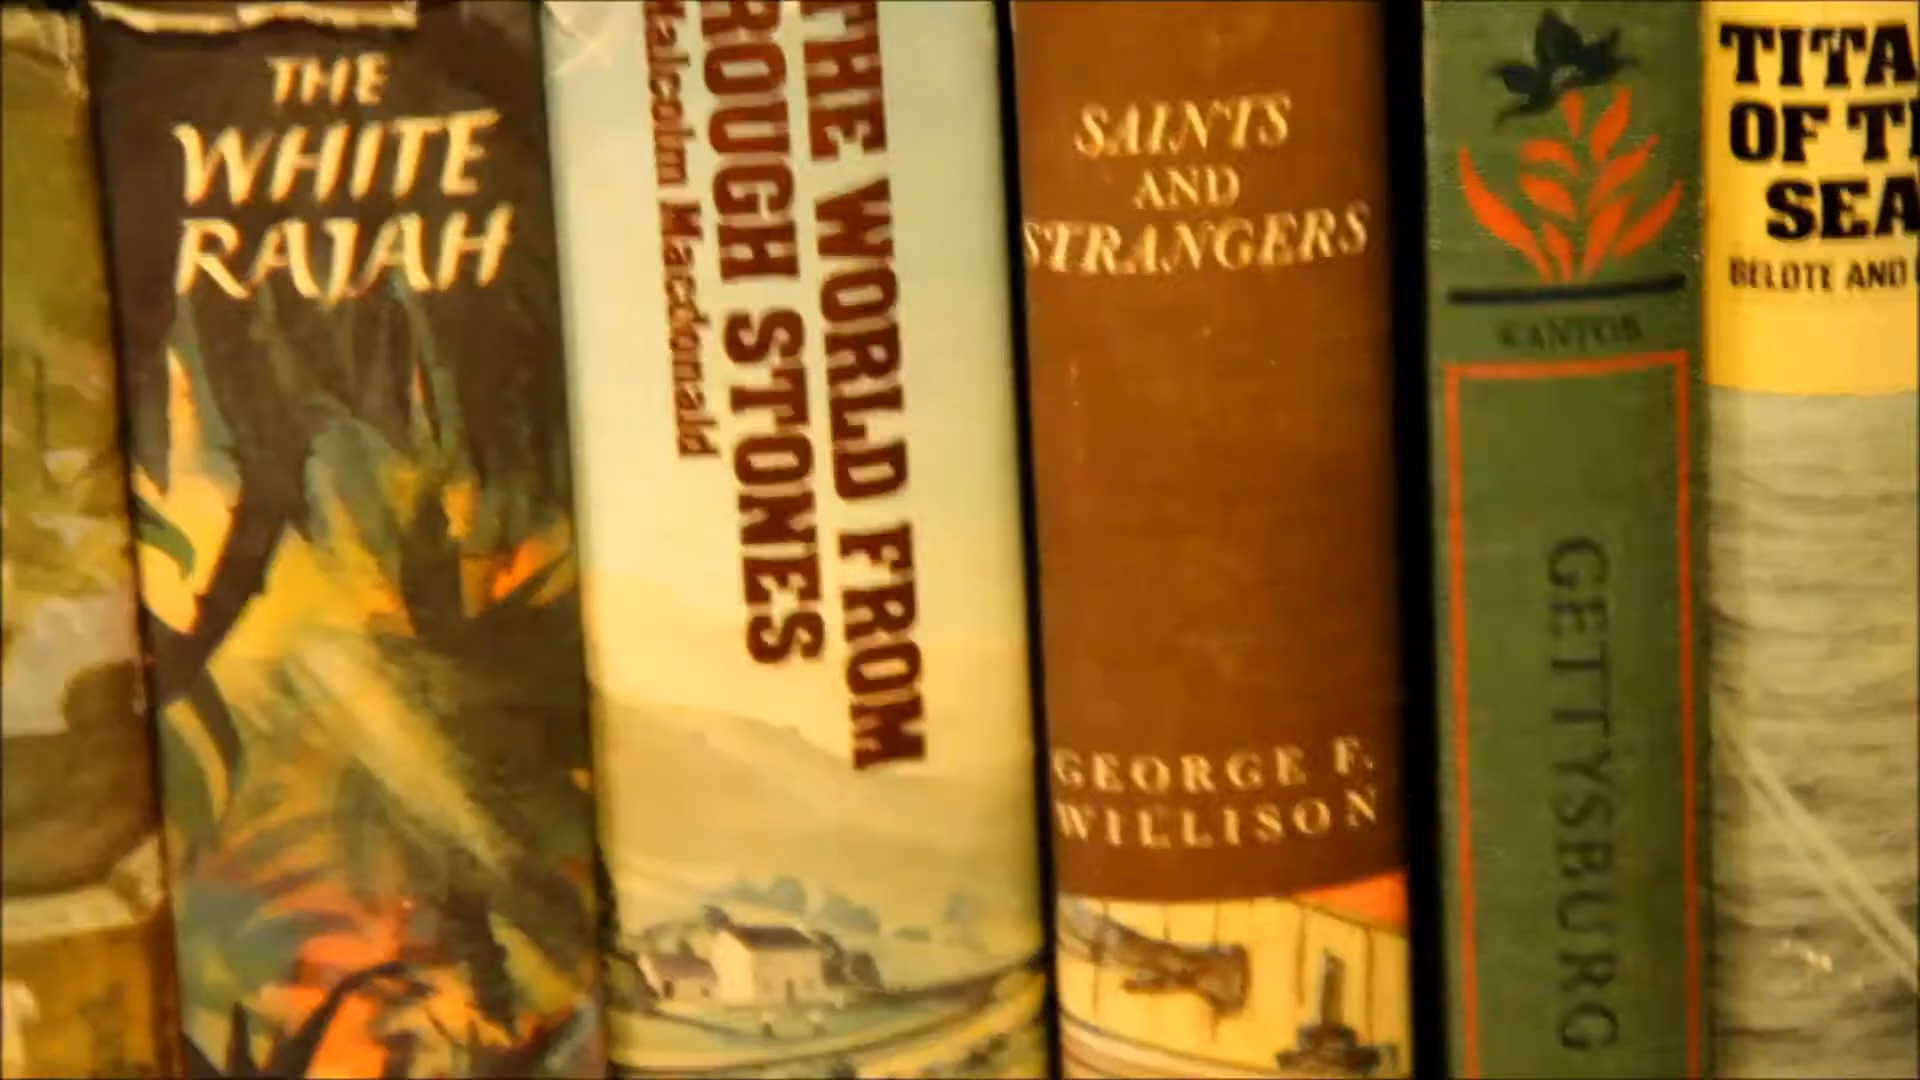 THE
WHITE
RAJAH
THE WORLD FROM
ROUGH STONES
Malcolm Macdonald
SAINTS
AND
STRANGERS
GEORGE F.
WILLISON
KANTOR
GETTYSBURG
TITA
OF T
SEA
BELOTE AND